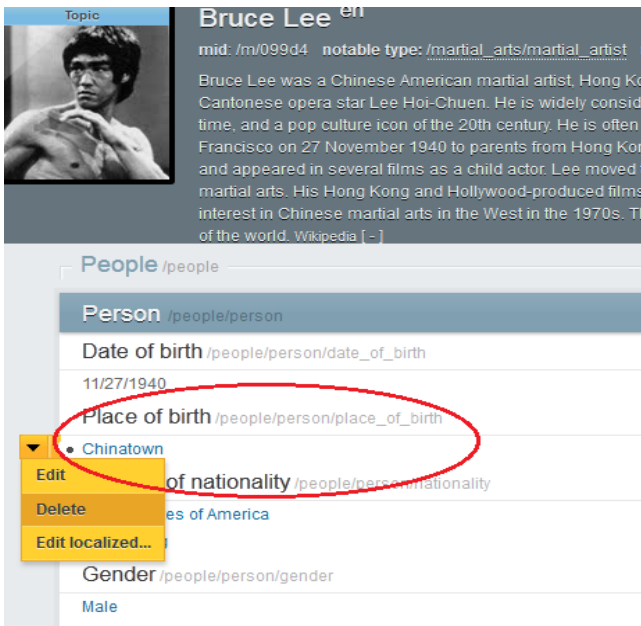 Topic
Bruce Lee en
mid: /m/099d4 notable type: /martial_arts/martial_artist
Bruce Lee was a Chinese American martial artist, Hong Ko
Cantonese opera star Lee Hoi-Chuen. He is widely consid
time, and a pop culture icon of the 20th century. He is often
Francisco on 27 November 1940 to parents from Hong Kon
and appeared in several films as a child actor. Lee moved
martial arts. His Hong Kong and Hollywood-produced films
interest in Chinese martial arts in the West in the 1970s. Th
of the world. Wikipedia [ - ]
People /people
Person /people/person
Date of birth /people/person/date_of_birth
11/27/1940
Place of birth /people/person/place_of_birth
• Chinatown
Edit
of nationality /people/person/nationality
Delete
es of America
Edit localized...
Gender /people/person/gender
Male